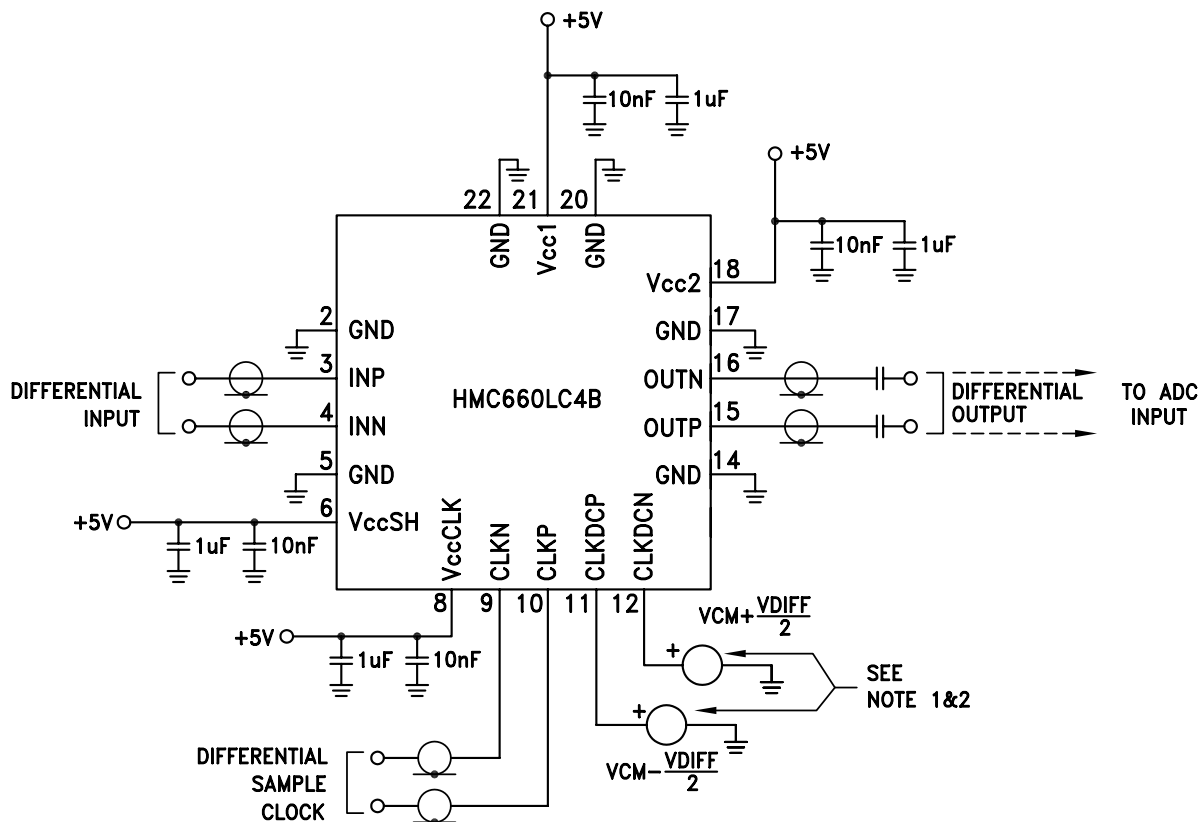 +5V
10nF
1uF
+5V
22
21
20
10nF
1uF
GND
Vcc1
GND
Vcc2
18
2
GND
GND
17
DIFFERENTIAL
INPUT
3
INP
HMC660LC4B
OUTN
16
DIFFERENTIAL
OUTPUT
TO ADC
INPUT
4
INN
OUTP
15
5
GND
GND
14
+5V
6
VccSH
1uF
10nF
VccCLK
CLKN
CLKP
CLKDCP
CLKDCN
8
9
10
11
12
+5V
1uF
10nF
VCM+VDIFF
2
SEE
NOTE 1&2
VCM-VDIFF
2
DIFFERENTIAL
SAMPLE
CLOCK